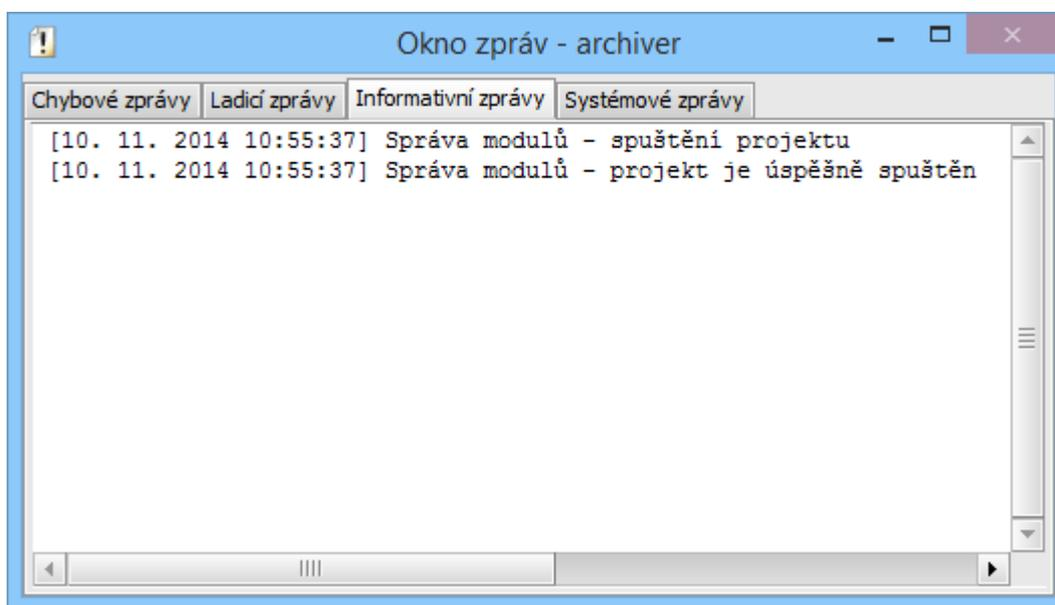 Okno zpráv - archiver
Chybové zprávy Ladicí zprávy Informativní zprávy Systémové zprávy
[10. 11. 2014 10:55:37] Správa modulů - spuštění projektu
[10. 11. 2014 10:55:37] Správa modulů - projekt je úspěšně spuštěn